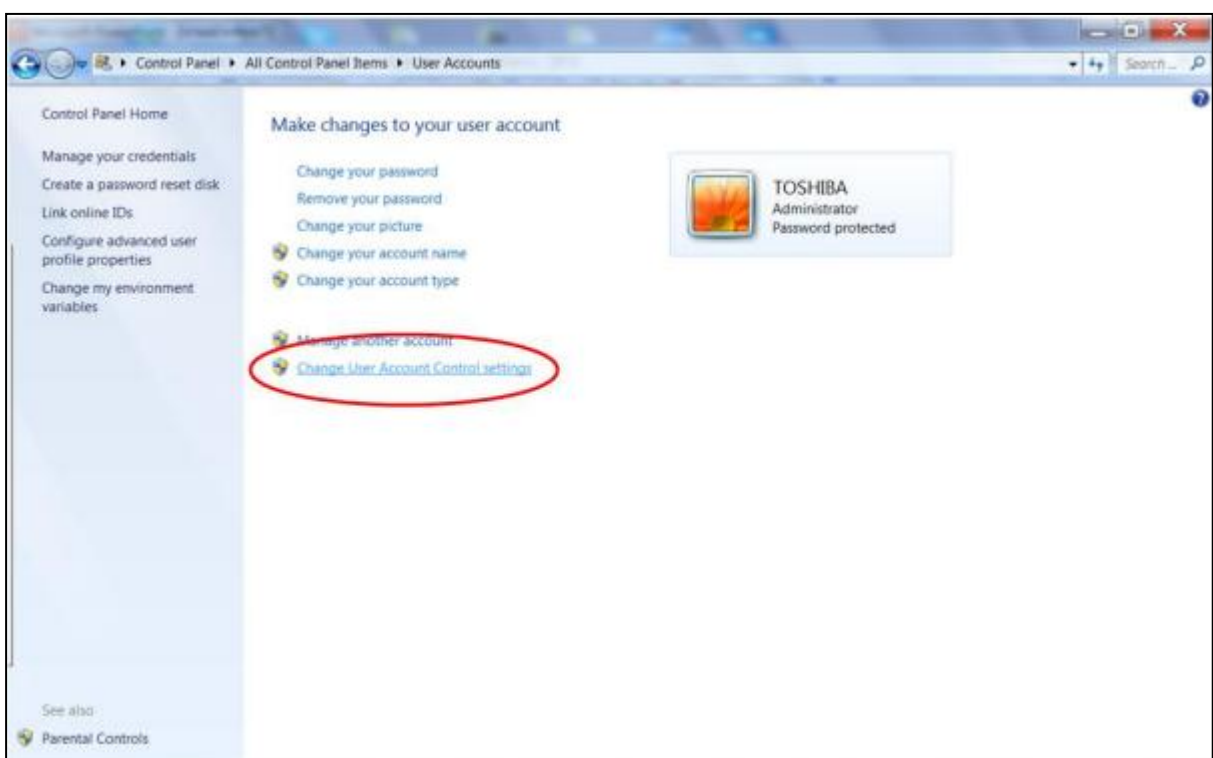 Control Panel ▸ All Control Panel Items ▸ User Accounts
Search ...
Control Panel Home
Manage your credentials
Create a password reset disk
Link online IDs
Configure advanced user
profile properties
Change my environment
variables
Make changes to your user account
Change your password
Remove your password
Change your picture
Change your account name
Change your account type
Manage another account
Change User Account Control settings
TOSHIBA
Administrator
Password protected
See also
Parental Controls